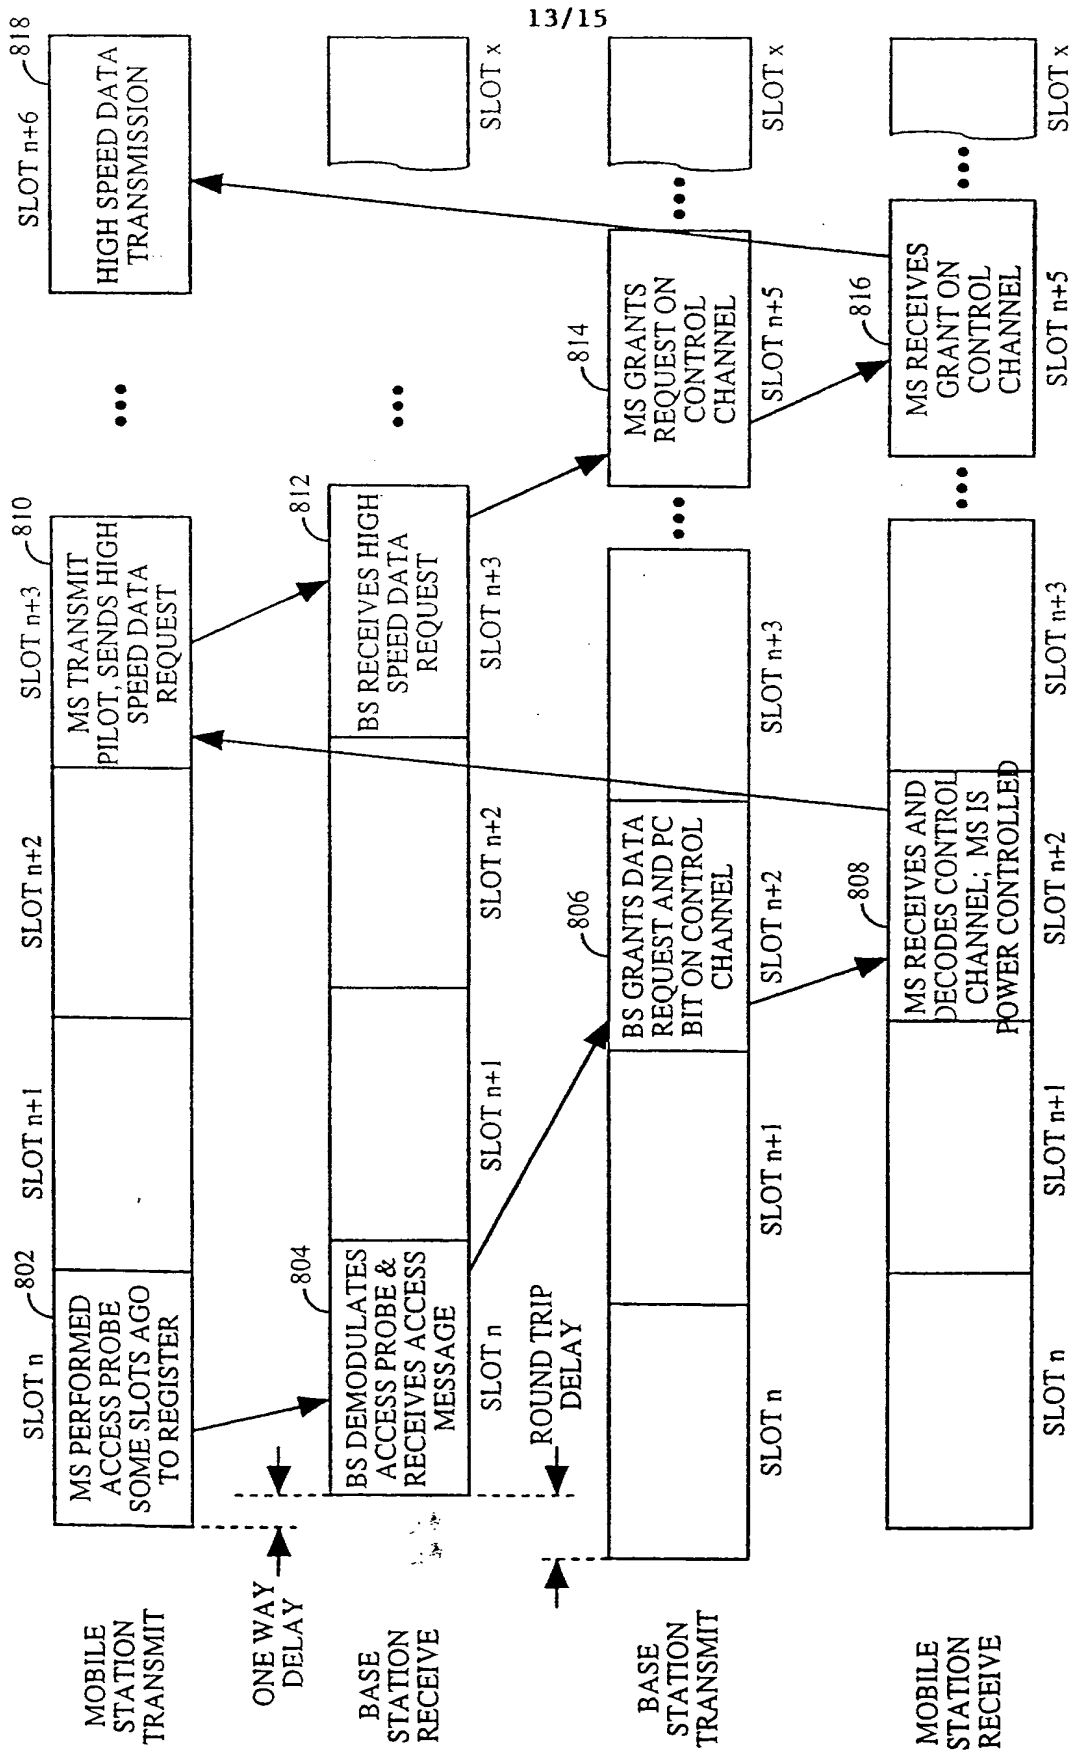 13/15
MOBILE
STATION
TRANSMIT
SLOT n
802
MS PERFORMED
ACCESS PROBE
SOME SLOTS AGO
TO REGISTER
SLOT n+1
SLOT n+2
SLOT n+3
810
MS TRANSMIT
PILOT, SENDS HIGH
SPEED DATA
REQUEST
•••
SLOT n+6
818
HIGH SPEED DATA
TRANSMISSION
ONE WAY
DELAY
BASE
STATION
RECEIVE
804
BS DEMODULATES
ACCESS PROBE &
RECEIVES ACCESS
MESSAGE
SLOT n
SLOT n+1
SLOT n+2
812
BS RECEIVES HIGH
SPEED DATA
REQUEST
SLOT n+3
•••
SLOT x
ROUND TRIP
DELAY
BASE
STATION
TRANSMIT
SLOT n
SLOT n+1
806
BS GRANTS DATA
REQUEST AND PC
BIT ON CONTROL
CHANNEL
SLOT n+2
SLOT n+3
•••
814
MS GRANTS
REQUEST ON
CONTROL
CHANNEL
SLOT n+5
•••
SLOT x
MOBILE
STATION
RECEIVE
SLOT n
SLOT n+1
808
MS RECEIVES AND
DECODES CONTROL
CHANNEL; MS IS
POWER CONTROLLED
SLOT n+2
SLOT n+3
•••
816
MS RECEIVES
GRANT ON
CONTROL
CHANNEL
SLOT n+5
•••
SLOT x